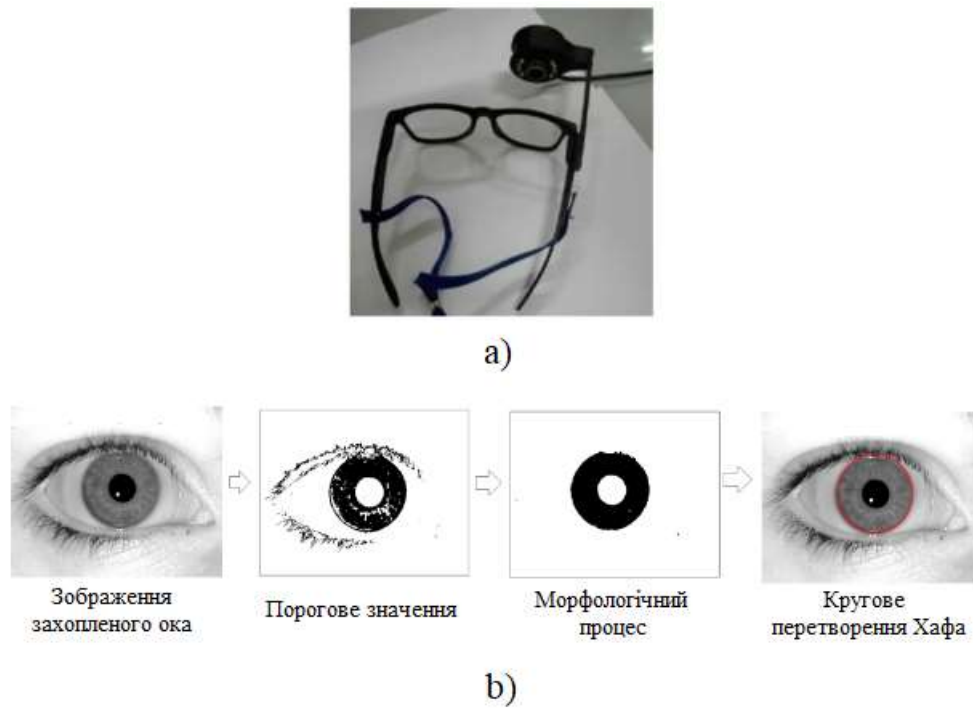 a)
Зображення
захопленого ока
Порогове значення
Морфологічний
процес
Кругове
перетворення Хафа
b)